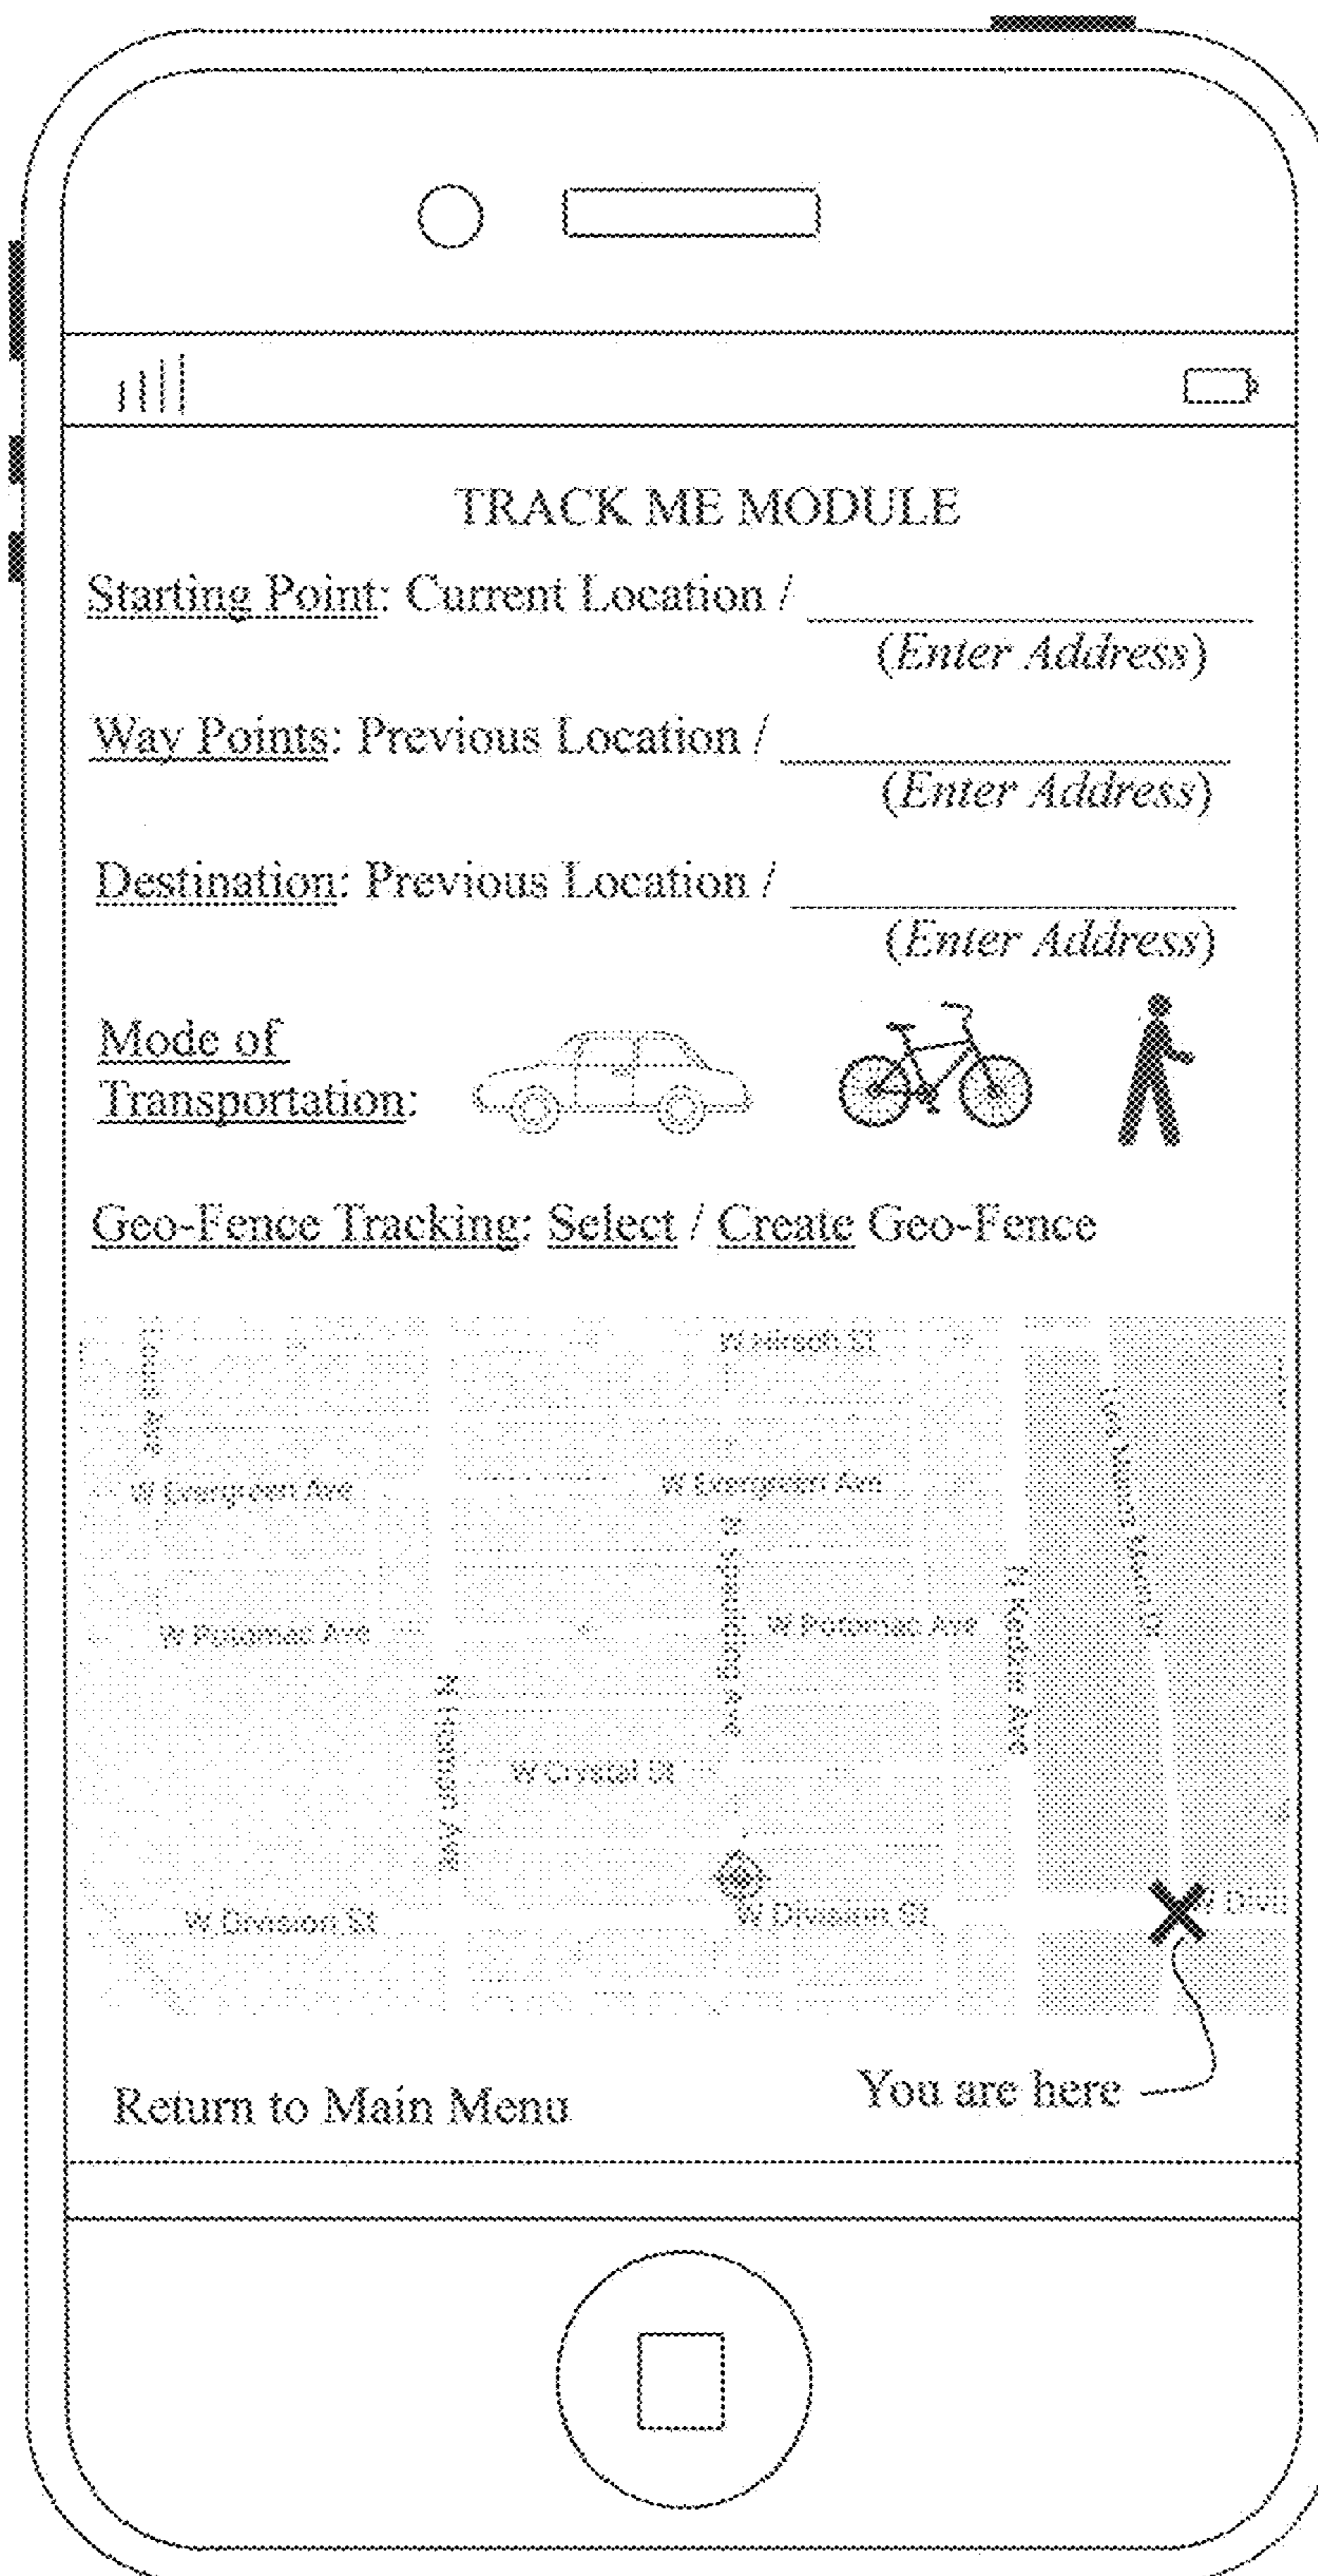 TRACK ME MODULE
Starting Point: Current Location /
(Enter Address)
Way Points: Previous Location /
(Enter Address)
Destination: Previous Location /
(Enter Address)
Mode of
Transportation:
Geo-Fence Tracking: Select / Create Geo-Fence
W Hirsch St
W Evergreen Ave
W Evergreen Ave
W Potomac Ave
W Potomac Ave
W Crystal St
W Division St
W Division St
You are here
Return to Main Menu